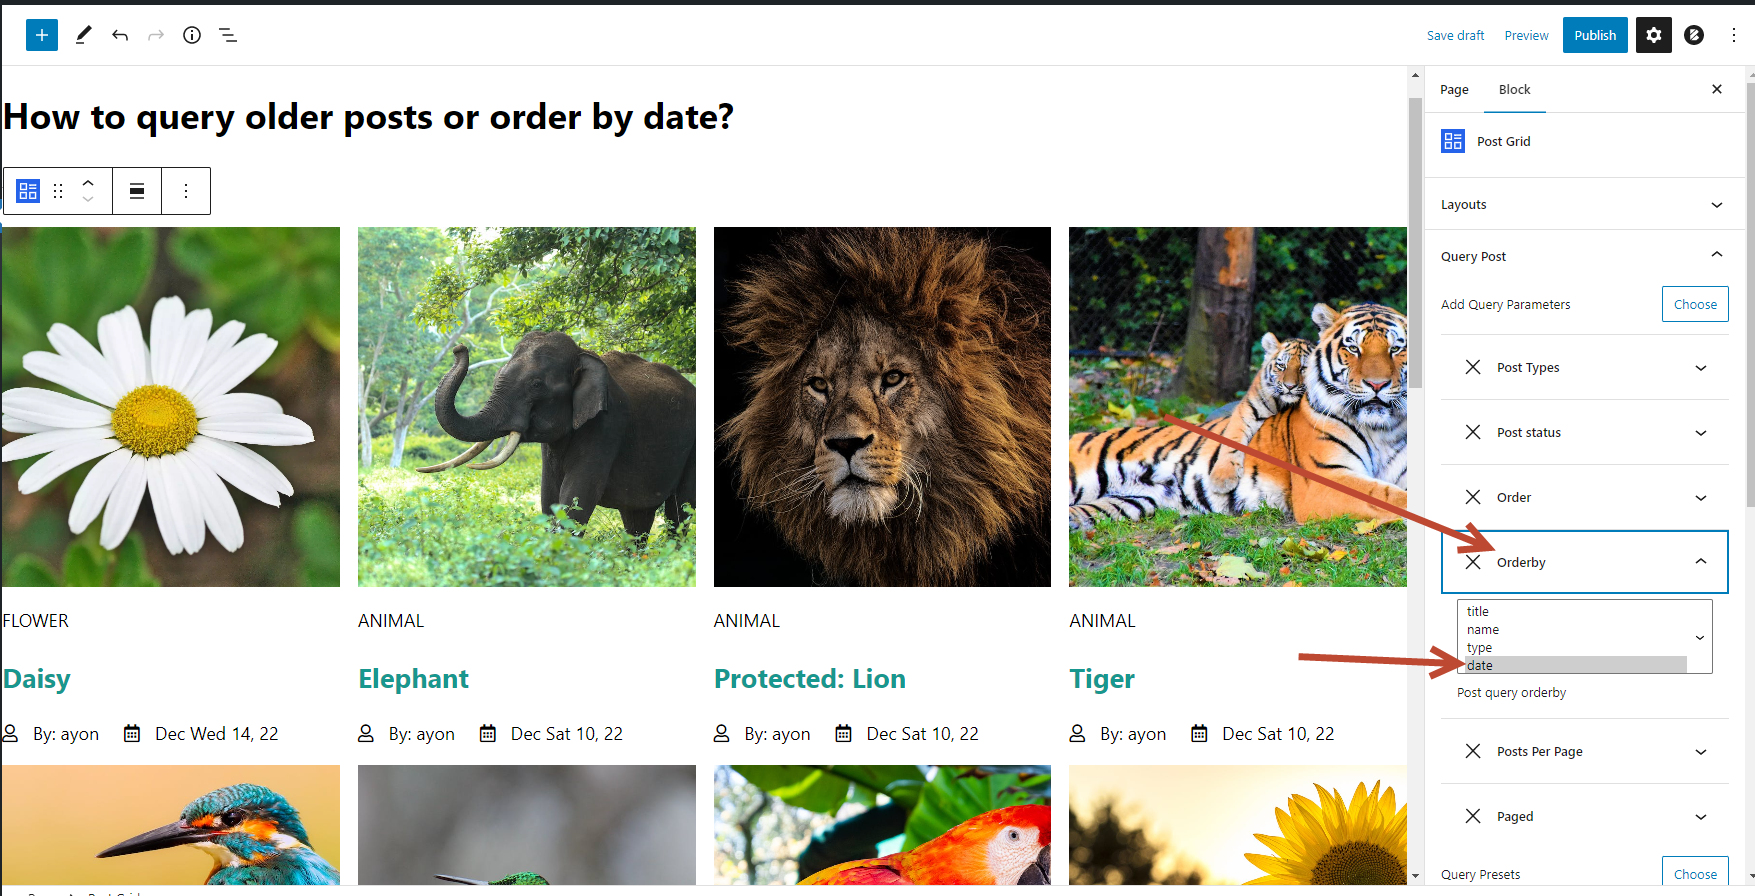 Save draft
Preview
Publish
How to query older posts or order by date?
FLOWER
ANIMAL
ANIMAL
ANIMAL
Daisy
Elephant
Protected: Lion
Tiger
By: ayon
Dec Wed 14, 22
By: ayon
Dec Sat 10, 22
By: ayon
Dec Sat 10, 22
By: ayon
Dec Sat 10, 22
Page
Block
Post Grid
Layouts
Query Post
Add Query Parameters
Choose
Post Types
Post status
Order
Orderby
title
name
type
date
Post query orderby
Posts Per Page
Paged
Query Presets
Choose